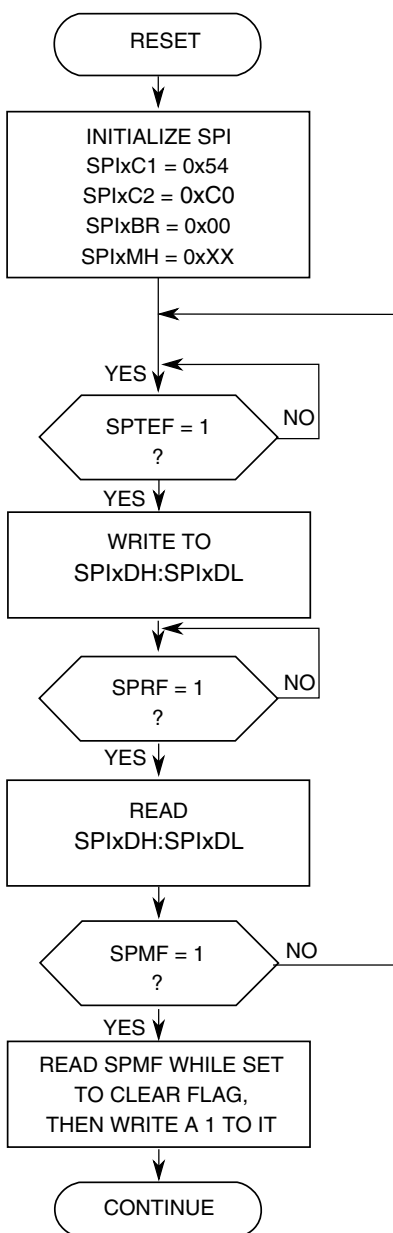 RESET
INITIALIZE SPI
SPIxC1 = 0x54
SPIxC2 = 0xC0
SPIxBR = 0x00
SPIxMH = 0xXX
YES
SPTEF = 1
?
NO
YES
WRITE TO
SPIxDH:SPIxDL
SPRF = 1
?
NO
YES
READ
SPIxDH:SPIxDL
SPMF = 1
?
NO
YES
READ SPMF WHILE SET
TO CLEAR FLAG,
THEN WRITE A 1 TO IT
CONTINUE